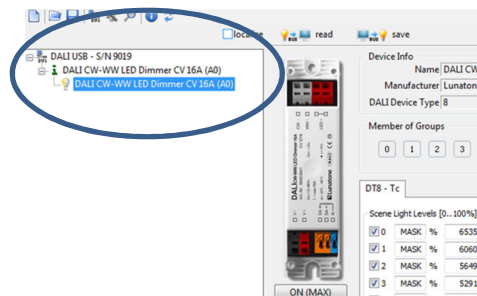 localize
read
save
DALI USB - S/N 9019
DALI CW-WW LED Dimmer CV 16A (A0)
DALI CW-WW LED Dimmer CV 16A (A0)
Device Info
Name DALI CW
Manufacturer Lunaton
DALI Device Type 8
Member of Groups
0 1 2 3
DT8 - Tc
Scene Light Levels [0..100%]
0 MASK % 6535
1 MASK % 6060
2 MASK % 5649
3 MASK % 5291
ON (MAX)